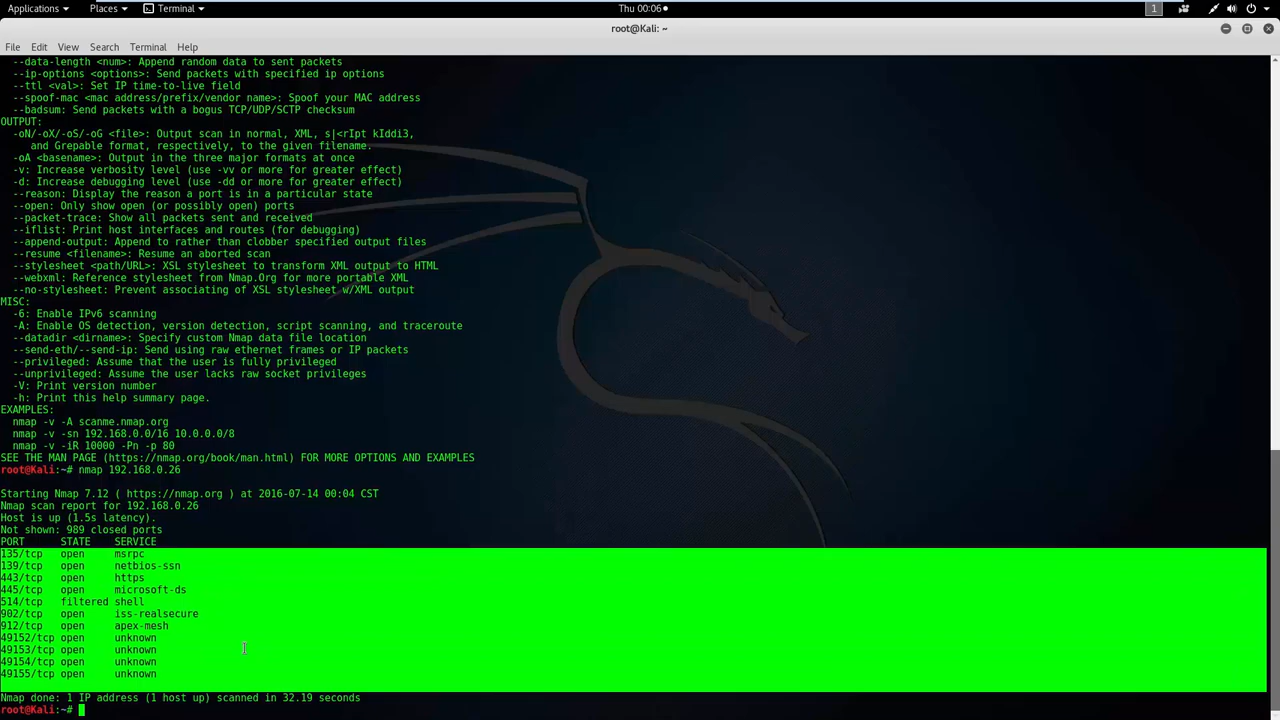 Applications Places Terminal Thu 00:06 1
root@Kali: ~
File Edit View Search Terminal Help
--data-length <num>: Append random data to sent packets
--ip-options <options>: Send packets with specified ip options
--ttl <val>: Set IP time-to-live field
--spoof-mac <mac address/prefix/vendor name>: Spoof your MAC address
--badsum: Send packets with a bogus TCP/UDP/SCTP checksum
OUTPUT:
-oN/-oX/-oS/-oG <file>: Output scan in normal, XML, s|<rIpt kIddi3,
and Grepable format, respectively, to the given filename.
-oA <basename>: Output in the three major formats at once
-v: Increase verbosity level (use -vv or more for greater effect)
-d: Increase debugging level (use -dd or more for greater effect)
--reason: Display the reason a port is in a particular state
--open: Only show open (or possibly open) ports
--packet-trace: Show all packets sent and received
--iflist: Print host interfaces and routes (for debugging)
--append-output: Append to rather than clobber specified output files
--resume <filename>: Resume an aborted scan
--stylesheet <path/URL>: XSL stylesheet to transform XML output to HTML
--webxml: Reference stylesheet from Nmap.Org for more portable XML
--no-stylesheet: Prevent associating of XSL stylesheet w/XML output
MISC:
-6: Enable IPv6 scanning
-A: Enable OS detection, version detection, script scanning, and traceroute
--datadir <dirname>: Specify custom Nmap data file location
--send-eth/--send-ip: Send using raw ethernet frames or IP packets
--privileged: Assume that the user is fully privileged
--unprivileged: Assume the user lacks raw socket privileges
-V: Print version number
-h: Print this help summary page.
EXAMPLES:
nmap -v -A scanme.nmap.org
nmap -v -sn 192.168.0.0/16 10.0.0.0/8
nmap -v -iR 10000 -Pn -p 80
SEE THE MAN PAGE (https://nmap.org/book/man.html) FOR MORE OPTIONS AND EXAMPLES
root@Kali:~# nmap 192.168.0.26
Starting Nmap 7.12 ( https://nmap.org ) at 2016-07-14 00:04 CST
Nmap scan report for 192.168.0.26
Host is up (1.5s latency).
Not shown: 989 closed ports
PORT STATE SERVICE
135/tcp open msrpc
139/tcp open netbios-ssn
443/tcp open https
445/tcp open microsoft-ds
514/tcp filtered shell
902/tcp open iss-realsecure
912/tcp open apex-mesh
49152/tcp open unknown
49153/tcp open unknown
49154/tcp open unknown
49155/tcp open unknown
Nmap done: 1 IP address (1 host up) scanned in 32.19 seconds
root@Kali:~#